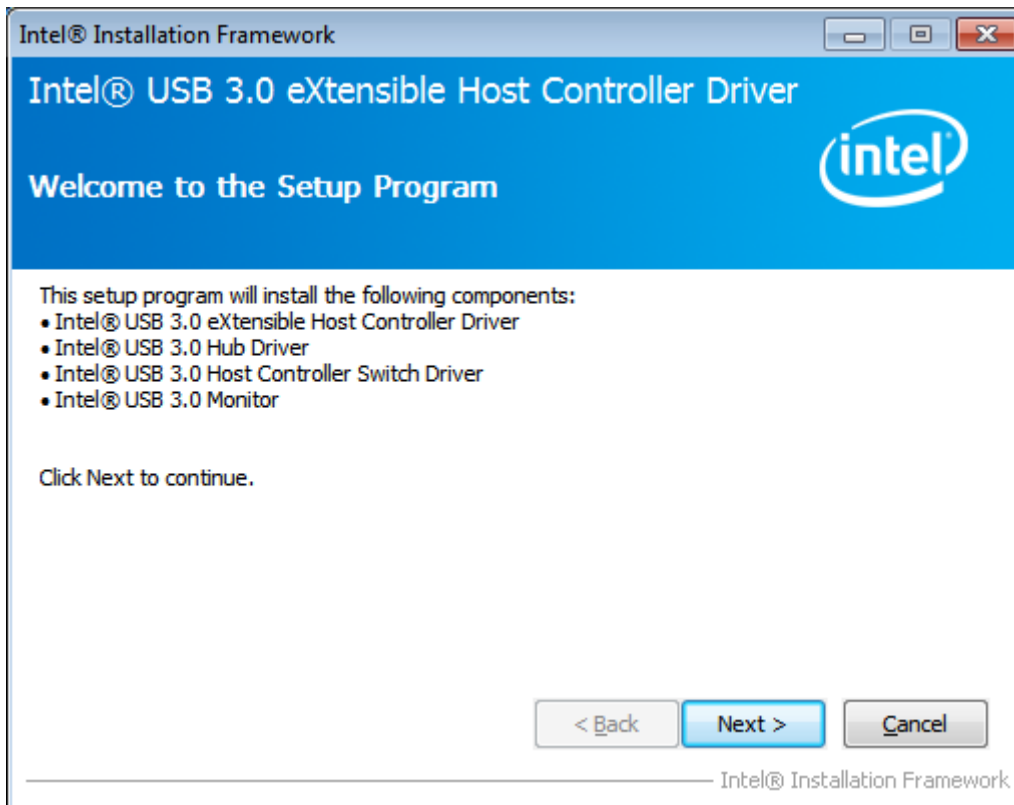 Intel® Installation Framework
Intel® USB 3.0 eXtensible Host Controller Driver
intel
Welcome to the Setup Program
This setup program will install the following components:
• Intel® USB 3.0 eXtensible Host Controller Driver
• Intel® USB 3.0 Hub Driver
• Intel® USB 3.0 Host Controller Switch Driver
• Intel® USB 3.0 Monitor
Click Next to continue.
< Back
Next >
Cancel
Intel® Installation Framework